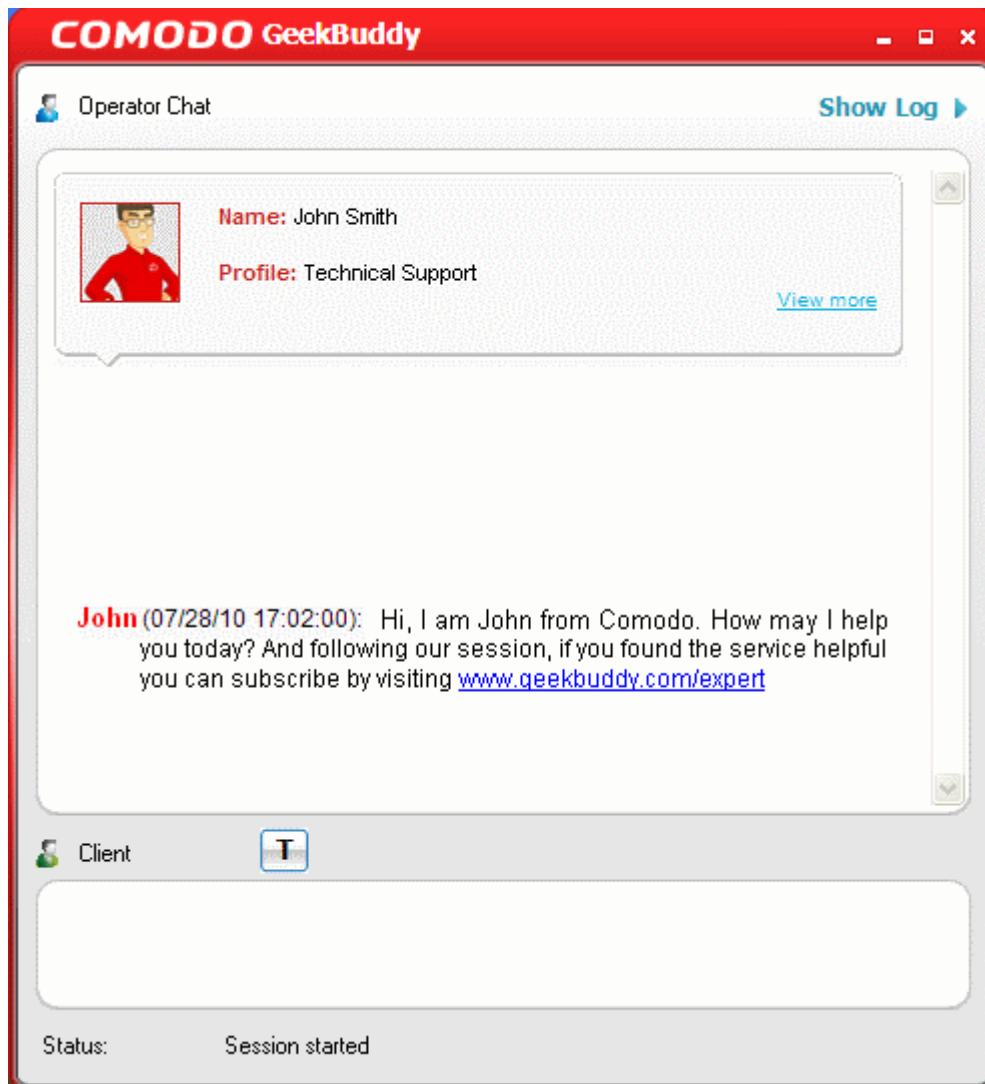 COMODO GeekBuddy
Operator Chat
Show Log
Name: John Smith
Profile: Technical Support
View more
John (07/28/10 17:02:00): Hi, I am John from Comodo. How may I help
you today? And following our session, if you found the service helpful
you can subscribe by visiting www.geekbuddy.com/expert
Client
T
Status: Session started